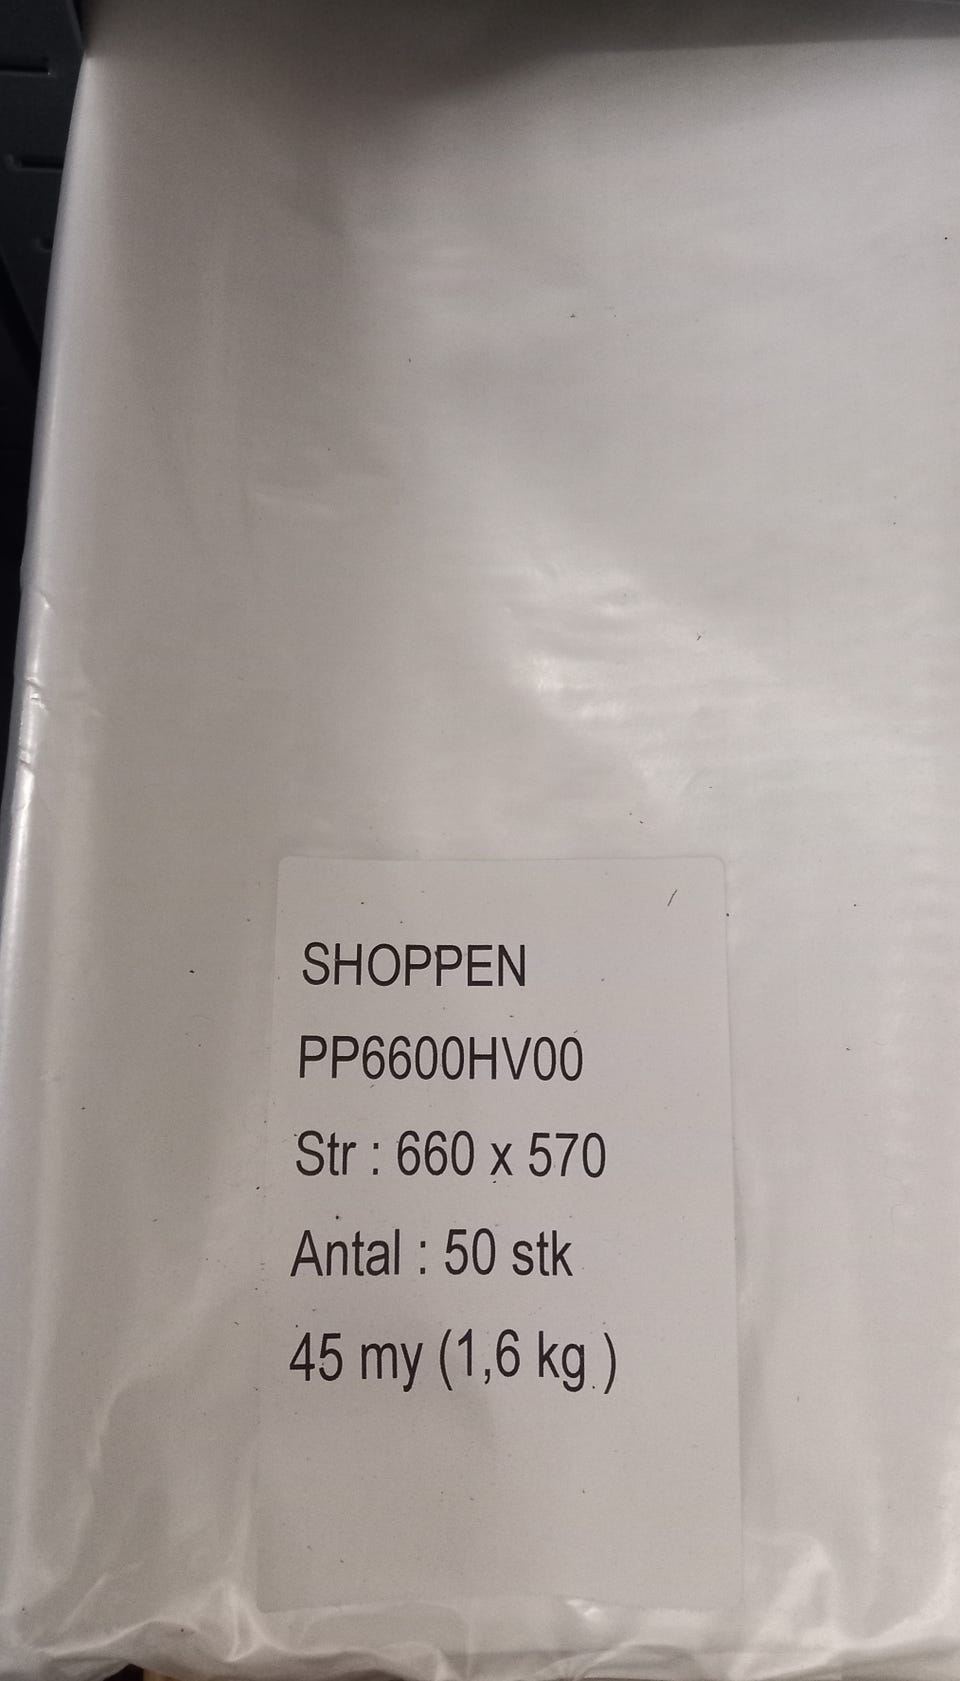 SHOPPEN
PP6600HV00
Str : 660 x 570
Antal : 50 stk
45 my (1,6 kg )